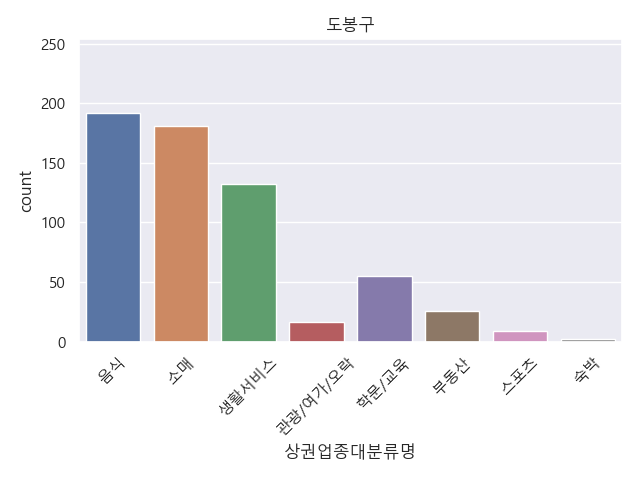 도봉구
250
200
150
100
50
0
count
음식
소매
생활서비스
관광/여가/오락
학문/교육
부동산
스포츠
숙박
상권업종대분류명